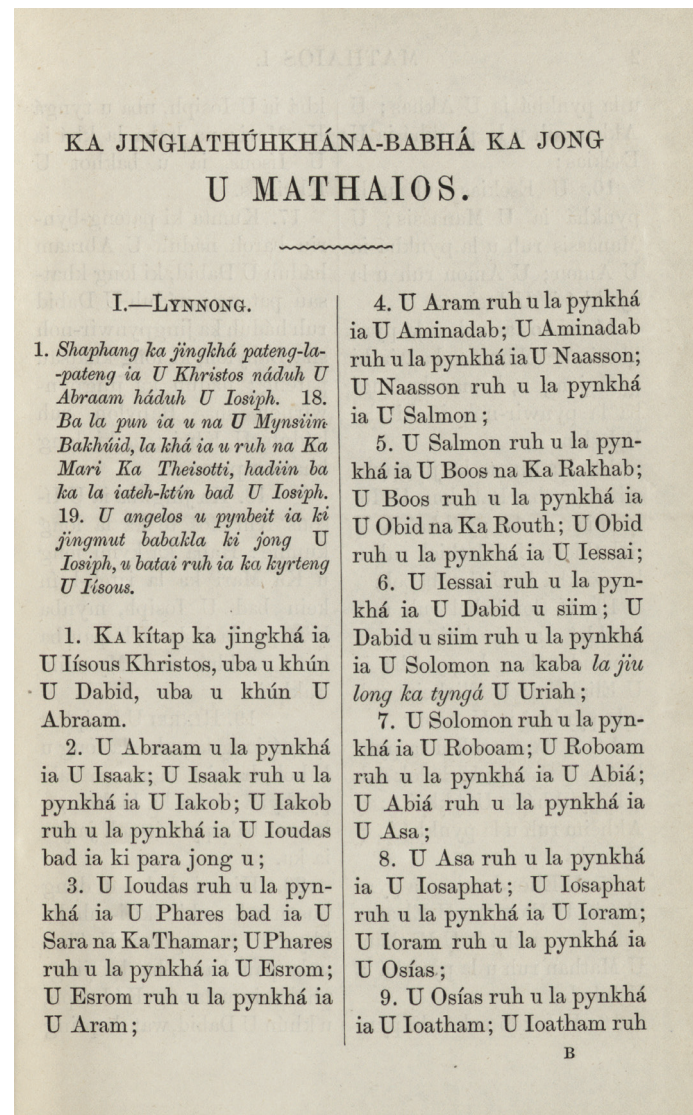 KA JINGIATHÚHKHÁNA-BABHÁ KA JONG
U MATHAIOS.
I.—LYNNONG.
1. Shaphang ka jingkhá pateng-la-
-pateng ia U Khristos náduh U
Abraam háduh U Iosiph. 18.
Ba la pun ia u na U Mynsiim
Bakhúid, la khá ia u ruh na Ka
Mari Ka Theisotti, hadiin ba
ka la iateh-ktín bad U Iosiph.
19. U angelos u pynbeit ia ki
jingmut babakla ki jong U
Iosiph, u batai ruh ia ka kyrteng
U Iísous.
1. KA kítap ka jingkhá ia
U Iísous Khristos, uba u khún
U Dabid, uba u khún U
Abraam.
2. U Abraam u la pynkhá
ia U Isaak; U Isaak ruh u la
pynkhá ia U Iakob; U Iakob
ruh u la pynkhá ia U Ioudas
bad ia ki para jong u;
3. U Ioudas ruh u la pyn-
khá ia U Phares bad ia U
Sara na Ka Thamar; U Phares
ruh u la pynkhá ia U Esrom;
U Esrom ruh u la pynkhá ia
U Aram;
4. U Aram ruh u la pynkhá
ia U Aminadab; U Aminadab
ruh u la pynkhá ia U Naasson;
U Naasson ruh u la pynkhá
ia U Salmon;
5. U Salmon ruh u la pyn-
khá ia U Boos na Ka Rakhab;
U Boos ruh u la pynkhá ia
U Obid na Ka Routh; U Obid
ruh u la pynkhá ia U Iessai;
6. U Iessai ruh u la pyn-
khá ia U Dabid u siim; U
Dabid u siim ruh u la pynkhá
ia U Solomon na kaba la jiu
long ka tyngá U Uriah;
7. U Solomon ruh u la pyn-
khá ia U Roboam; U Roboam
ruh u la pynkhá ia U Abiá;
U Abiá ruh u la pynkhá ia
U Asa;
8. U Asa ruh u la pynkhá
ia U Iosaphat; U Iosaphat
ruh u la pynkhá ia U Ioram;
U Ioram ruh u la pynkhá ia
U Osías;
9. U Osías ruh u la pynkhá
ia U Ioatham; U Ioatham ruh
B